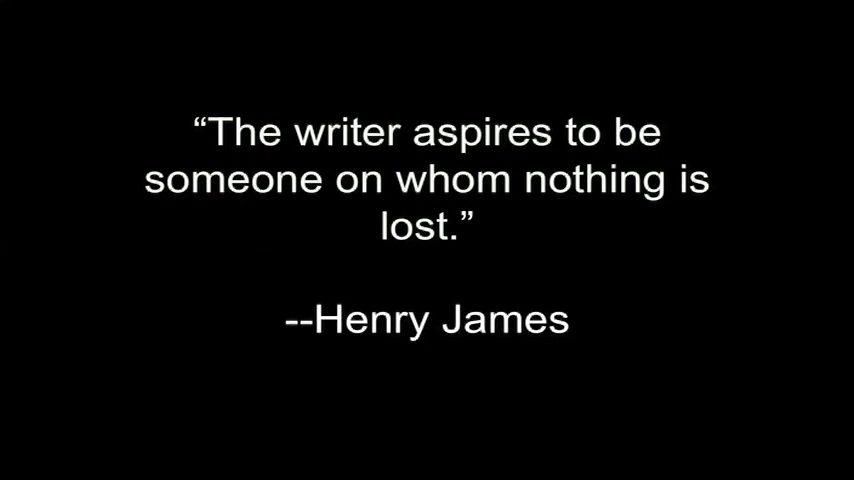 “The writer aspires to be
someone on whom nothing is
lost.”
--Henry James